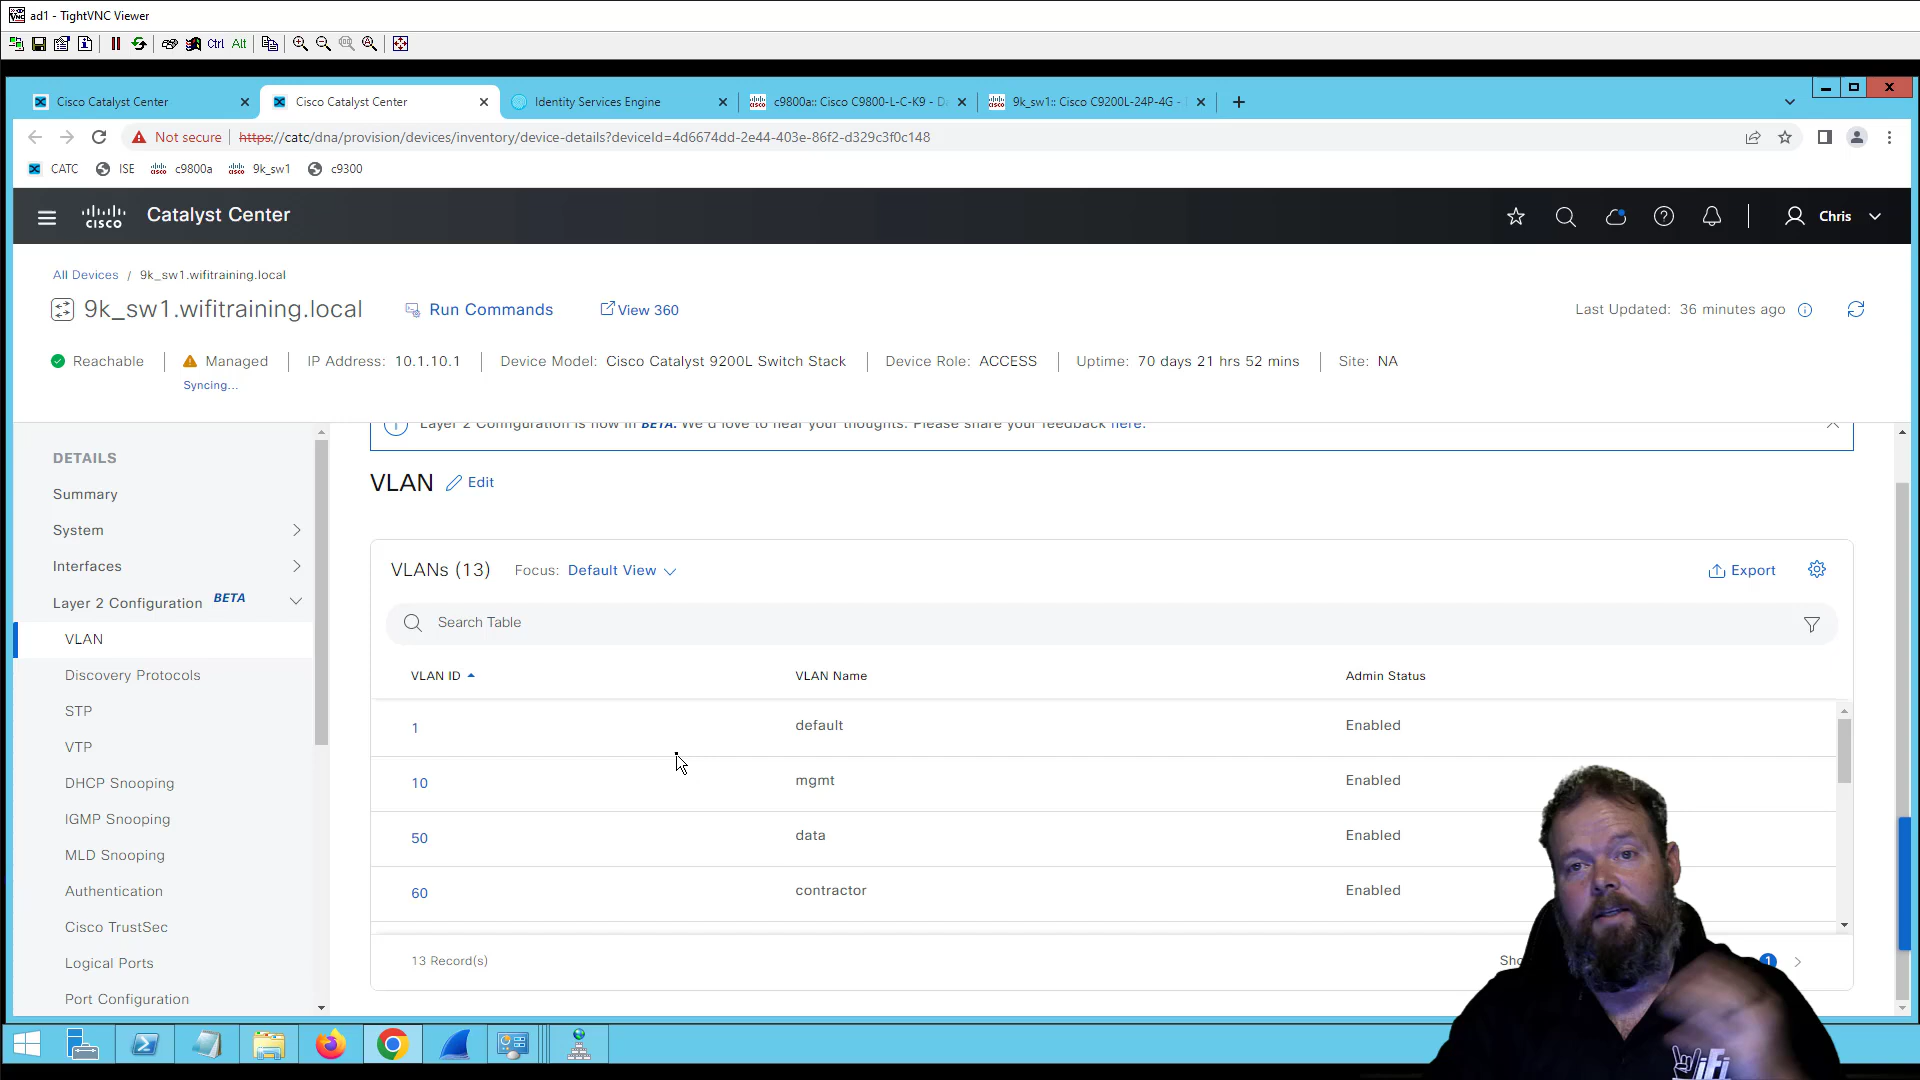 ad1 - TightVNC Viewer
Ctrl Alt
Cisco Catalyst Center
Cisco Catalyst Center
Identity Services Engine
c9800a:: Cisco C9800-L-C-K9 - D
9k_sw1:: Cisco C9200L-24P-4G -
Not secure
https://catc/dna/provision/devices/inventory/device-details?deviceId=4d6674dd-2e44-403e-86f2-d329c3f0c148
CATC
ISE
c9800a
9k_sw1
c9300
CISCO
Catalyst Center
Chris
All Devices / 9k_sw1.wifitraining.local
9k_sw1.wifitraining.local
Run Commands
View 360
Last Updated: 36 minutes ago
Reachable
Managed
IP Address: 10.1.10.1
Device Model: Cisco Catalyst 9200L Switch Stack
Device Role: ACCESS
Uptime: 70 days 21 hrs 52 mins
Site: NA
Syncing...
Layer 2 Configuration is now in BETA. We'd love to hear your thoughts. Please share your feedback here.
DETAILS
Summary
System
Interfaces
Layer 2 Configuration BETA
VLAN
Discovery Protocols
STP
VTP
DHCP Snooping
IGMP Snooping
MLD Snooping
Authentication
Cisco TrustSec
Logical Ports
Port Configuration
VLAN Edit
VLANs (13) Focus: Default View
Export
Search Table
VLAN ID VLAN Name Admin Status
1 default Enabled
10 mgmt Enabled
50 data Enabled
60 contractor Enabled
13 Record(s)
Sho
1
WiFi